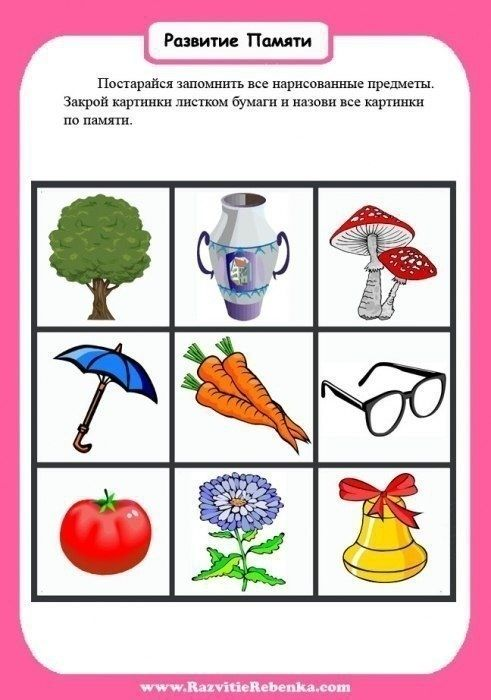 Развитие Памяти
Постарайся запомнить все нарисованные предметы.
Закрой картинки листком бумаги и назови все картинки
по памяти.
www.RazvitieRebenka.com